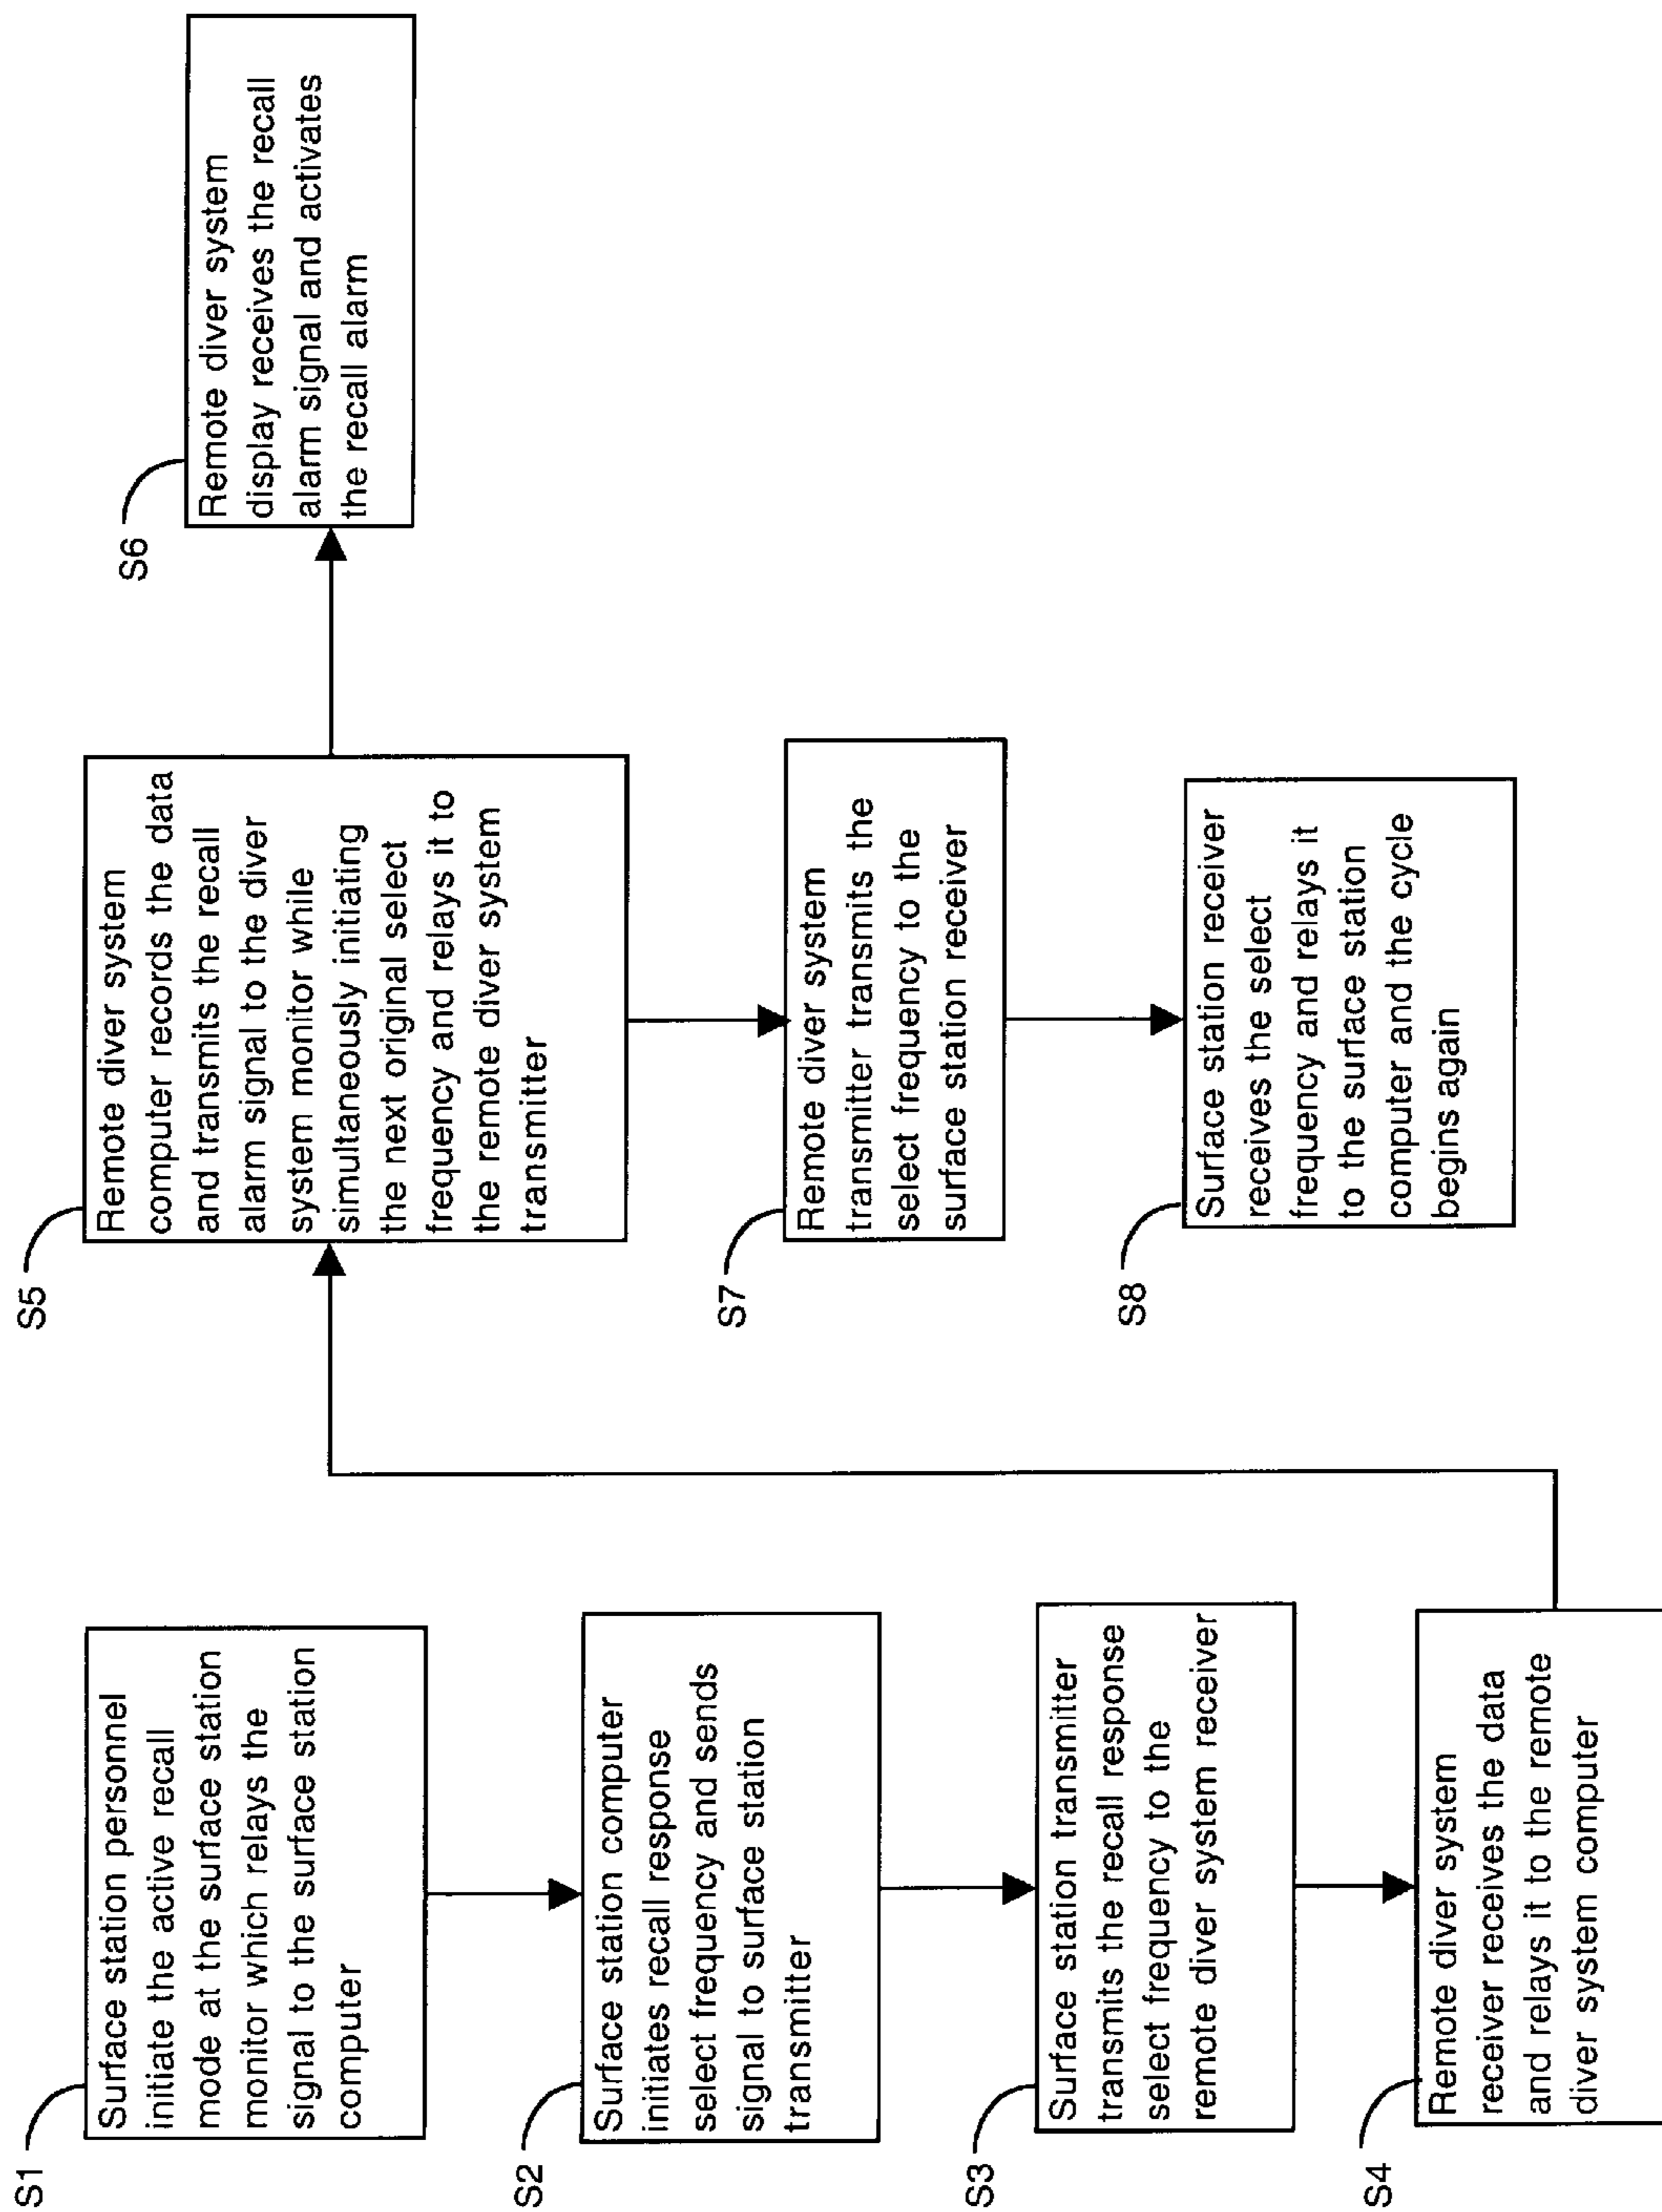 S1
Surface station personnel
initiate the active recall
mode at the surface station
monitor which relays the
signal to the surface station
computer
S2
Surface station computer
initiates recall response
select frequency and sends
signal to surface station
transmitter
S3
Surface station transmitter
transmits the recall response
select frequency to the
remote diver system receiver
S4
Remote diver system
receiver receives the data
and relays it to the remote
diver system computer
S5
Remote diver system
computer records the data
and transmits the recall
alarm signal to the diver
system monitor while
simultaneously initiating
the next original select
frequency and relays it to
the remote diver system
transmitter
S6
Remote diver system
display receives the recall
alarm signal and activates
the recall alarm
S7
Remote diver system
transmitter transmits the
select frequency to the
surface station receiver
S8
Surface station receiver
receives the select
frequency and relays it
to the surface station
computer and the cycle
begins again